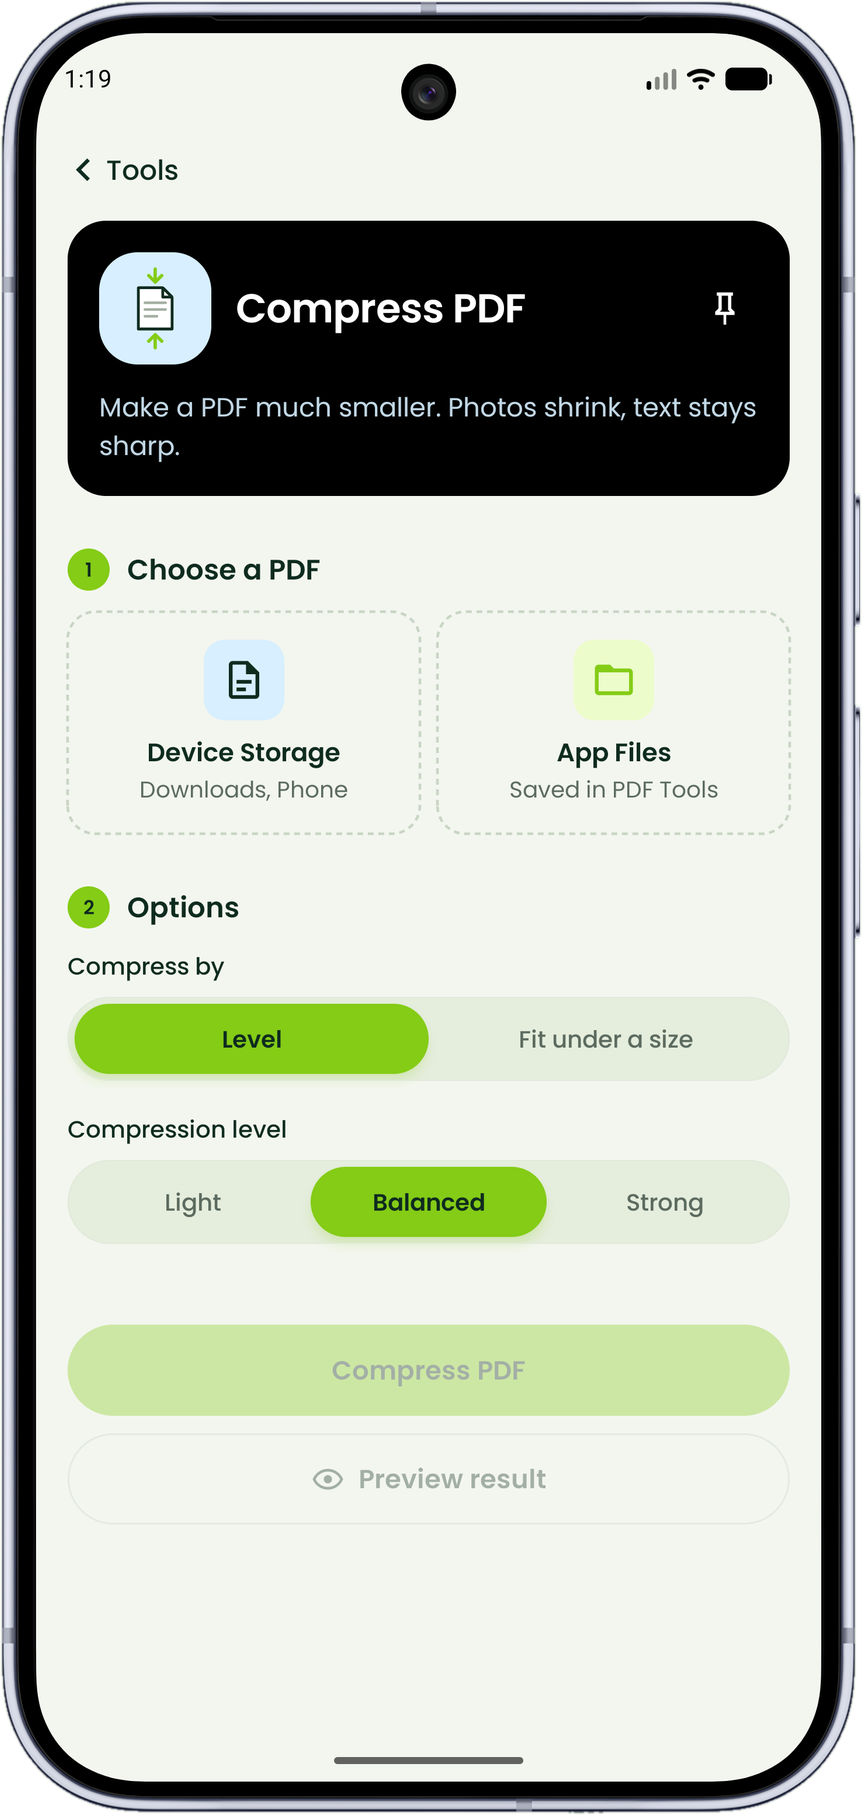 1:19
Tools
Compress PDF
Make a PDF much smaller. Photos shrink, text stays
sharp.
1
Choose a PDF
Device Storage
Downloads, Phone
App Files
Saved in PDF Tools
2
Options
Compress by
Level
Fit under a size
Compression level
Light
Balanced
Strong
Compress PDF
Preview result